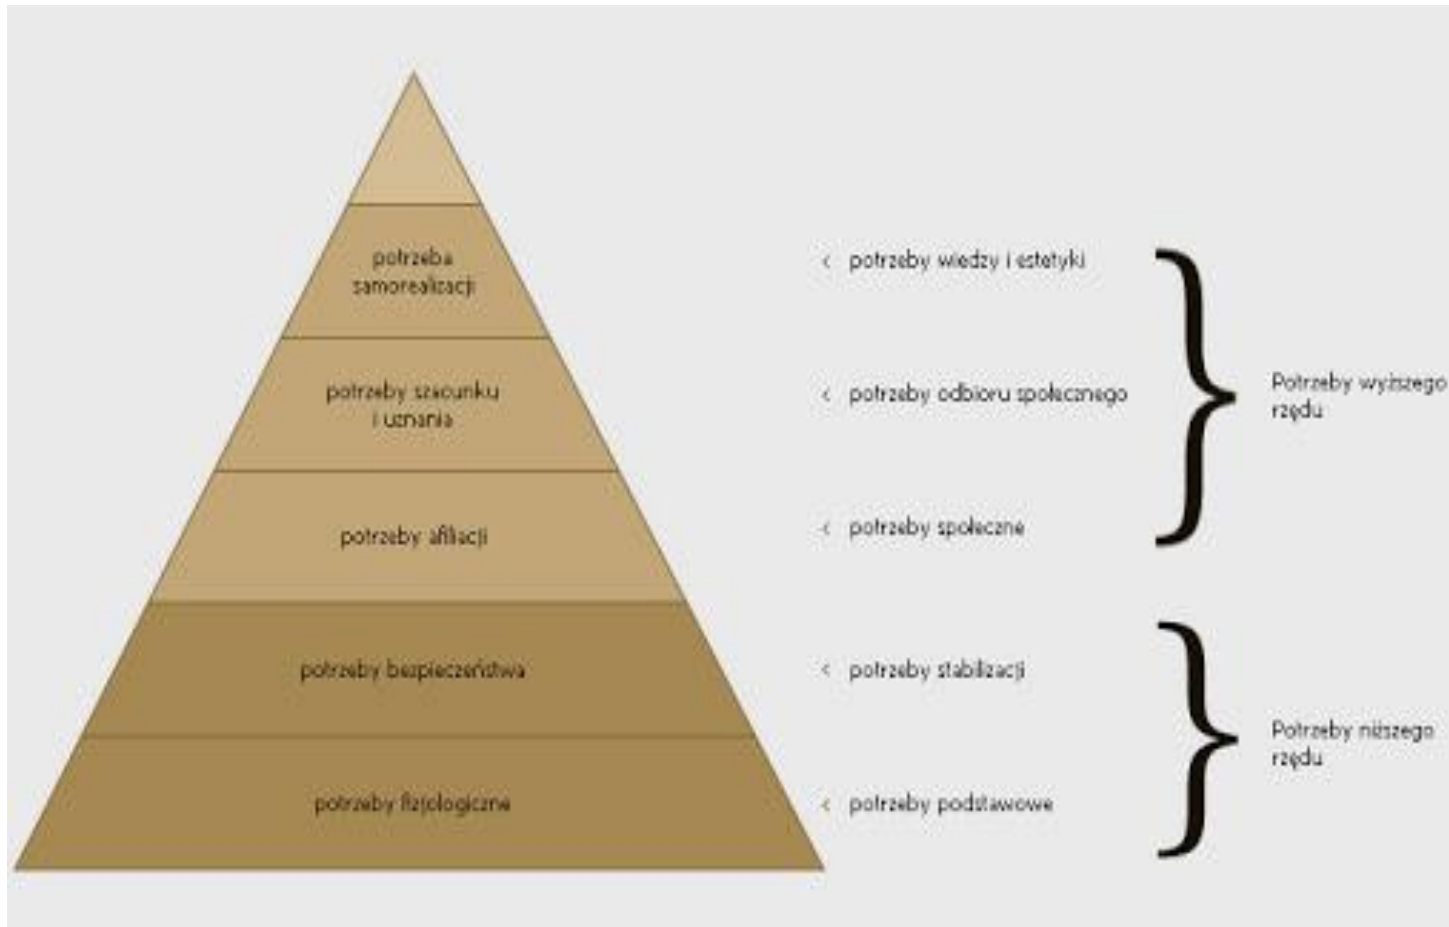 potrzeba
samorealizacji
potrzeby szacunku
i uznania
potrzeby afiliacji
potrzeby bezpieczeństwa
potrzeby fizjologiczne
‹ potrzeby wiedzy i estetyki
‹ potrzeby odbioru społecznego
‹ potrzeby społeczne
‹ potrzeby stabilizacji
‹ potrzeby podstawowe
Potrzeby wyższego
rzędu
Potrzeby niższego
rzędu